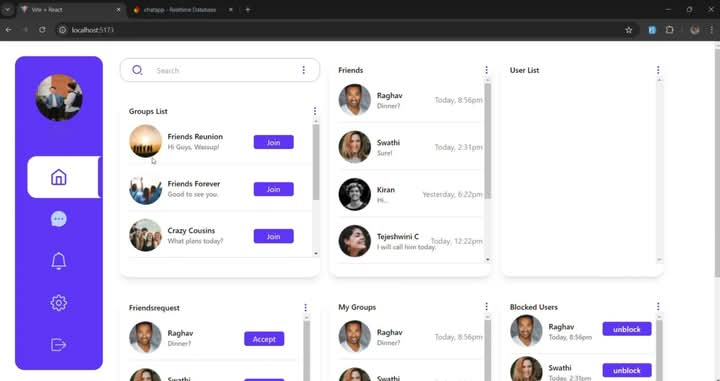 Vite + React
chatapp - Realtime Database
localhost:5173
Search
Groups List
Friends Reunion
Hi Guys, Wassup!
Join
Friends Forever
Good to see you.
Join
Crazy Cousins
What plans today?
Join
Friends
Raghav
Dinner?
Today, 8:56pm
Swathi
Sure!
Today, 2:31pm
Kiran
Hi...
Yesterday, 6:22pm
Tejeshwini C
I will call him today.
Today, 12:22pm
User List
Friendsrequest
Raghav
Dinner?
Accept
Swathi
My Groups
Raghav
Dinner?
Today, 8:56pm
Swathi
Blocked Users
Raghav
Today, 8:56pm
unblock
Swathi
Today, 2:31pm
unblock